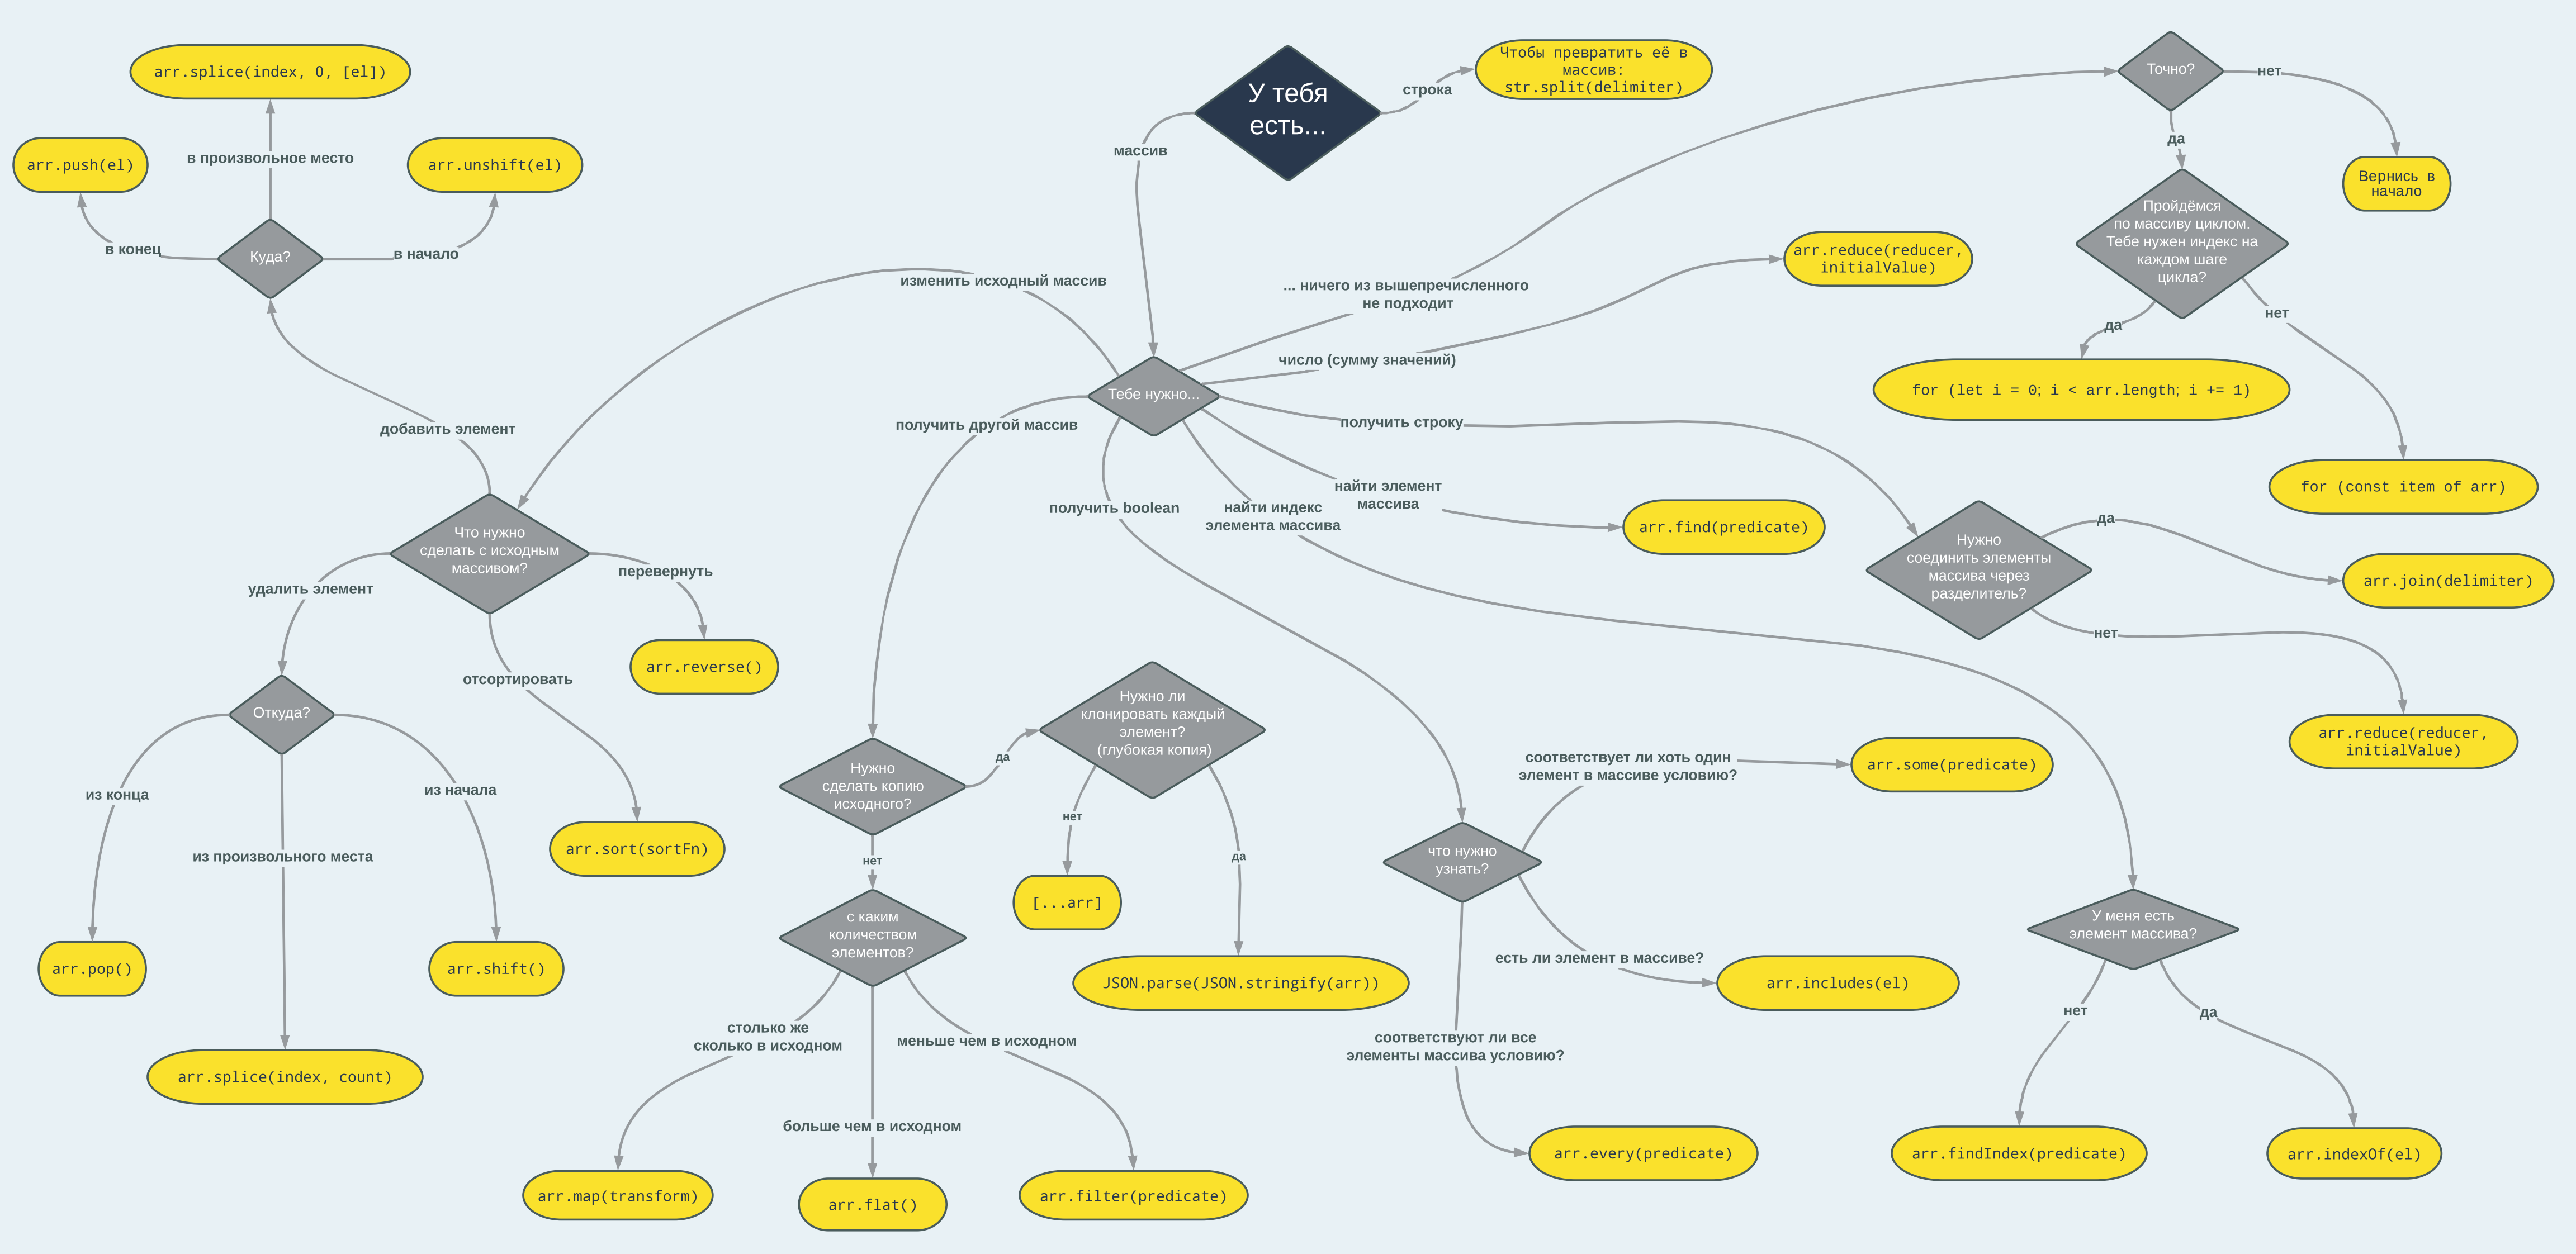 У тебя
есть...
строка
Чтобы превратить её в
массив:
str.split(delimiter)
массив
Тебе нужно...
изменить исходный массив
Что нужно
сделать с исходным
массивом?
добавить элемент
Куда?
в конец
arr.push(el)
в произвольное место
arr.splice(index, 0, [el])
в начало
arr.unshift(el)
удалить элемент
Откуда?
из конца
arr.pop()
из произвольного места
arr.splice(index, count)
из начала
arr.shift()
отсортировать
arr.sort(sortFn)
перевернуть
arr.reverse()
получить другой массив
Нужно
сделать копию
исходного?
да
Нужно ли
клонировать каждый
элемент?
(глубокая копия)
нет
[...arr]
да
JSON.parse(JSON.stringify(arr))
нет
с каким
количеством
элементов?
столько же
сколько в исходном
arr.map(transform)
больше чем в исходном
arr.flat()
меньше чем в исходном
arr.filter(predicate)
получить boolean
что нужно
узнать?
соответствует ли хоть один
элемент в массиве условию?
arr.some(predicate)
есть ли элемент в массиве?
arr.includes(el)
соответствуют ли все
элементы массива условию?
arr.every(predicate)
найти индекс
элемента массива
У меня есть
элемент массива?
нет
arr.findIndex(predicate)
да
arr.indexOf(el)
найти элемент
массива
arr.find(predicate)
получить строку
Нужно
соединить элементы
массива через
разделитель?
да
arr.join(delimiter)
нет
arr.reduce(reducer,
initialValue)
число (сумму значений)
arr.reduce(reducer,
initialValue)
... ничего из вышепречисленного
не подходит
Точно?
нет
Вернись в
начало
да
Пройдёмся
по массиву циклом.
Тебе нужен индекс на
каждом шаге
цикла?
да
for (let i = 0; i < arr.length; i += 1)
нет
for (const item of arr)